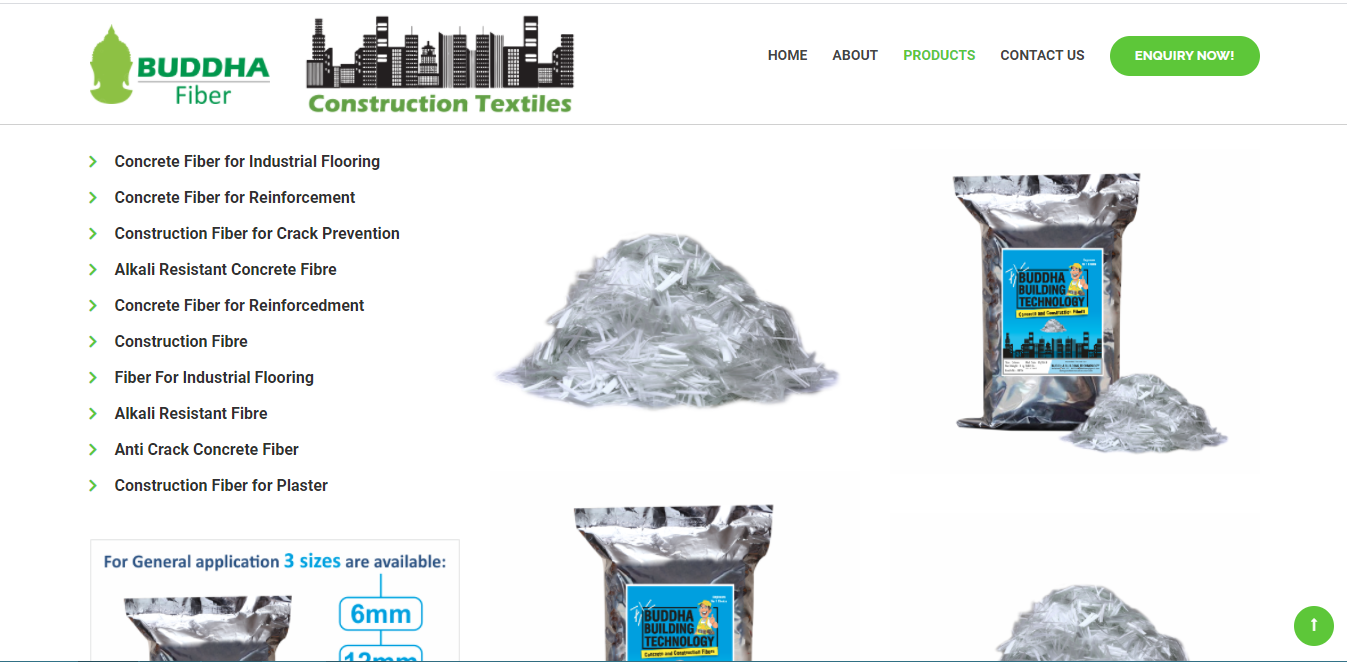 BUDDHA
Fiber
Construction Textiles
HOME
ABOUT
PRODUCTS
CONTACT US
ENQUIRY NOW!
Concrete Fiber for Industrial Flooring
Concrete Fiber for Reinforcement
Construction Fiber for Crack Prevention
Alkali Resistant Concrete Fibre
Concrete Fiber for Reinforcedment
Construction Fibre
Fiber For Industrial Flooring
Alkali Resistant Fibre
Anti Crack Concrete Fiber
Construction Fiber for Plaster
For General application 3 sizes are available:
6mm
12mm
BUDDHA
BUILDING
TECHNOLOGY
Concrete and Construction Fibers
BUDDHA
BUILDING
TECHNOLOGY
Concrete and Construction Fibers